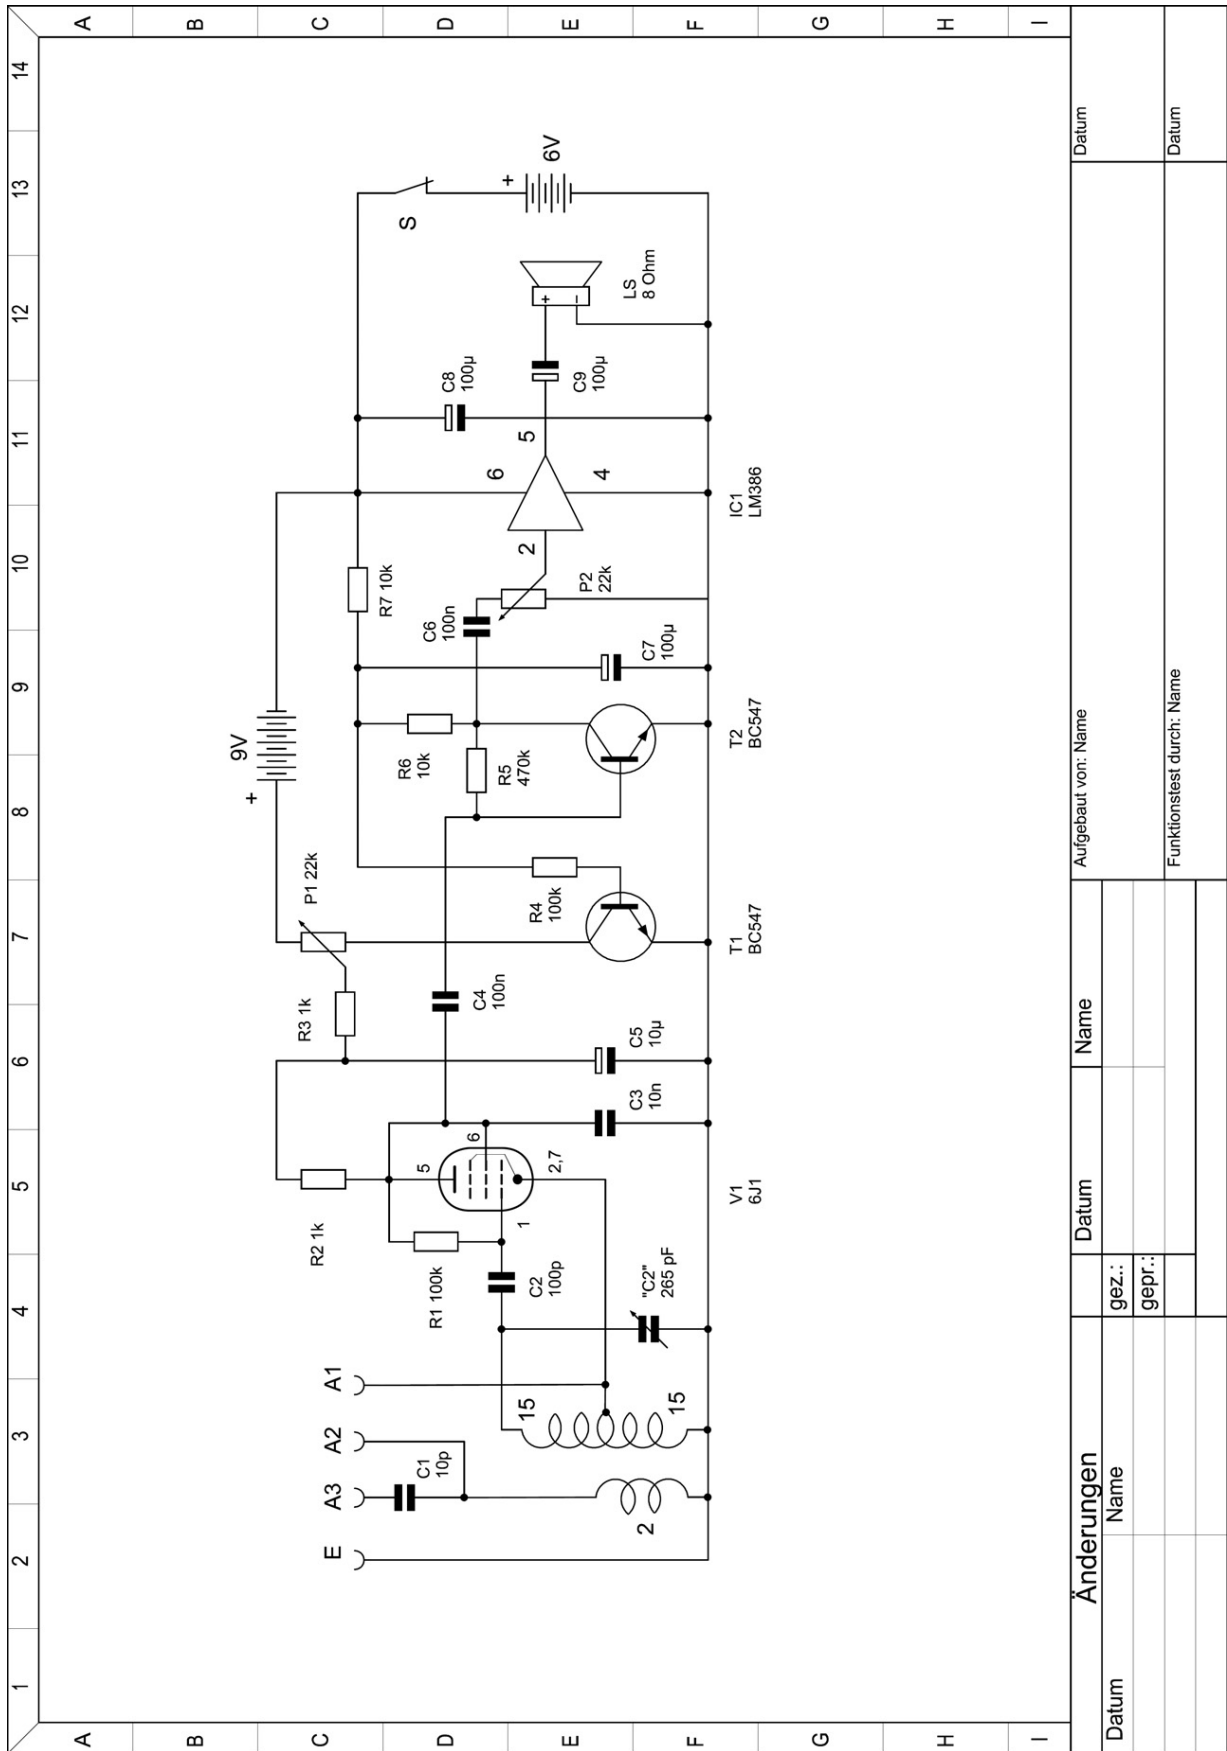 1 2 3 4 5 6 7 8 9 10 11 12 13 14
A
B
C
D
E
F
G
H
I
A
B
C
D
E
F
G
H
I
E
A3
A2
A1
C1
10p
2
15
15
R1 100k
C2
100p
"C2"
265 pF
R2 1k
5
6
1
2,7
V1
6J1
C3
10n
C5
10µ
R3 1k
C4
100n
P1 22k
R4
100k
T1
BC547
+
9V
R6
10k
R5
470k
T2
BC547
C7
100µ
C6
100n
R7 10k
P2
22k
2
6
5
4
IC1
LM386
C8
100µ
C9
100µ
+
-
LS
8 Ohm
S
+
6V
Änderungen
Datum
Name
gez.:
gepr.:
Datum
Name
Aufgebaut von: Name
Datum
Funktionstest durch: Name
Datum